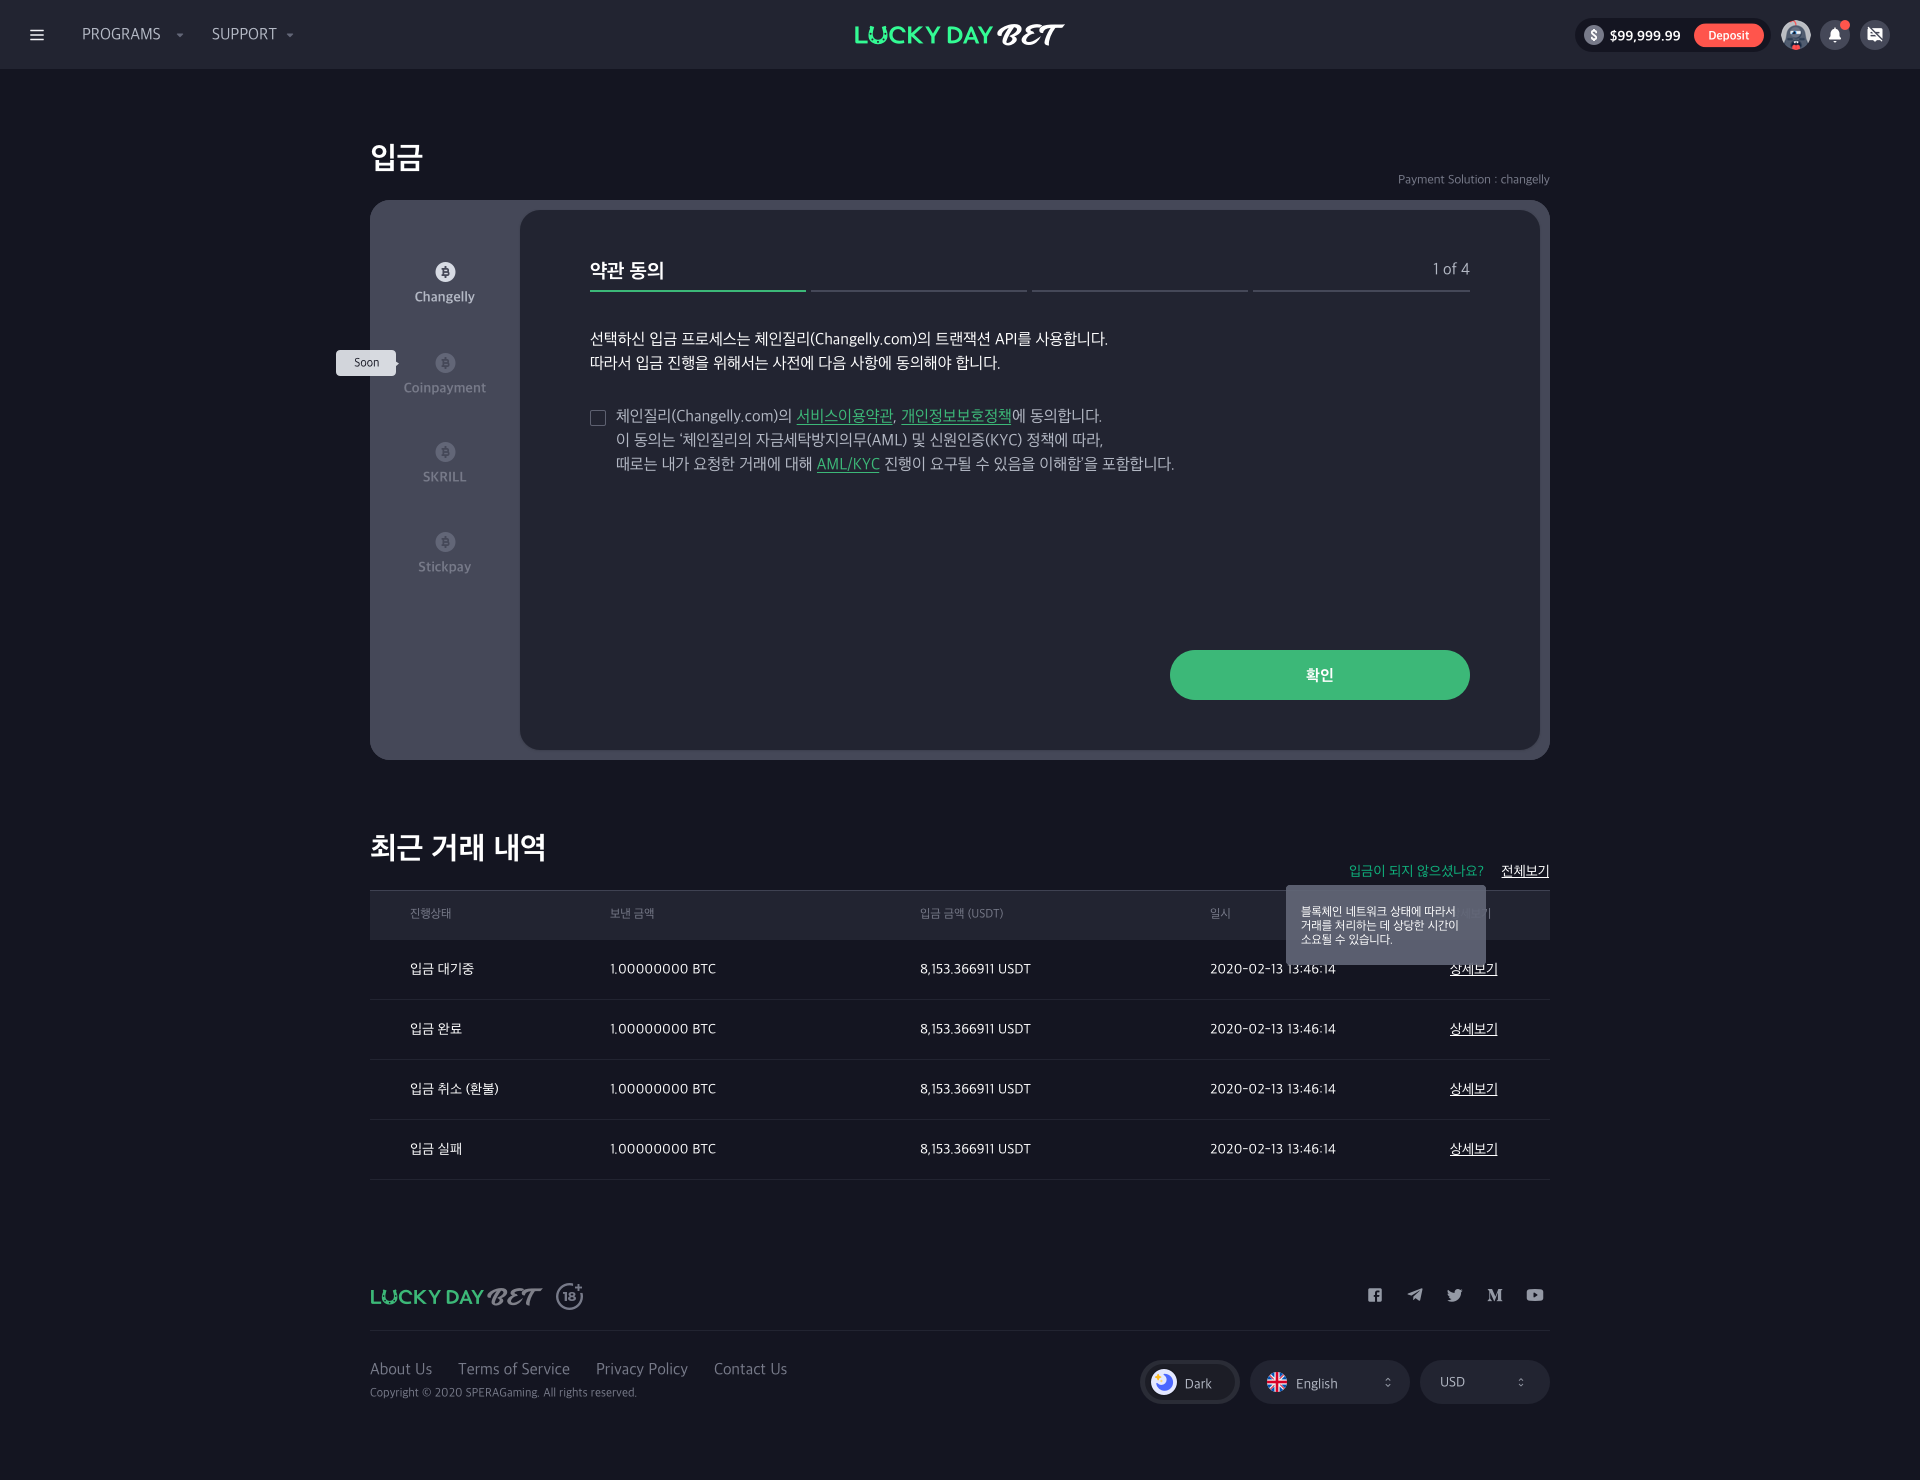 PROGRAMS SUPPORT LUCKY DAY BET $ $99,999.99 Deposit
입금
Payment Solution : changelly
Changelly
Soon
Coinpayment
SKRILL
Stickpay
약관 동의 1 of 4
선택하신 입금 프로세스는 체인질리(Changelly.com)의 트랜잭션 API를 사용합니다.
따라서 입금 진행을 위해서는 사전에 다음 사항에 동의해야 합니다.
체인질리(Changelly.com)의 서비스이용약관, 개인정보보호정책에 동의합니다.
이 동의는 ‘체인질리의 자금세탁방지의무(AML) 및 신원인증(KYC) 정책에 따라,
때로는 내가 요청한 거래에 대해 AML/KYC 진행이 요구될 수 있음을 이해함’을 포함합니다.
확인
최근 거래 내역
입금이 되지 않으셨나요? 전체보기
블록체인 네트워크 상태에 따라서
거래를 처리하는 데 상당한 시간이
소요될 수 있습니다.
진행상태 보낸 금액 입금 금액 (USDT) 일시
입금 대기중 1.00000000 BTC 8,153.366911 USDT 2020-02-13 13:46:14 상세보기
입금 완료 1.00000000 BTC 8,153.366911 USDT 2020-02-13 13:46:14 상세보기
입금 취소 (환불) 1.00000000 BTC 8,153.366911 USDT 2020-02-13 13:46:14 상세보기
입금 실패 1.00000000 BTC 8,153.366911 USDT 2020-02-13 13:46:14 상세보기
LUCKY DAY BET 18+
About Us Terms of Service Privacy Policy Contact Us
Copyright © 2020 SPERAGaming. All rights reserved.
Dark English USD